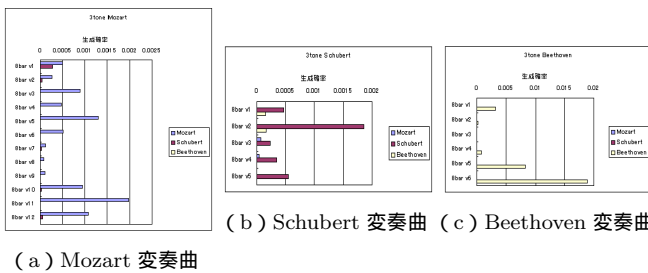 3tone Mozart
生成確率
0 0.0005 0.001 0.0015 0.002 0.0025
8bar v1
8bar v2
8bar v3
8bar v4
8bar v5
8bar v6
8bar v7
8bar v8
8bar v9
8bar v10
8bar v11
8bar v12
Mozart
Schubert
Beethoven
(a) Mozart 変奏曲
3tone Schubert
生成確率
0 0.0005 0.001 0.0015 0.002
8bar v1
8bar v2
8bar v3
8bar v4
8bar v5
Mozart
Schubert
Beethoven
(b) Schubert 変奏曲
3tone Beethoven
生成確率
0 0.005 0.01 0.015 0.02
8bar v1
8bar v2
8bar v3
8bar v4
8bar v5
8bar v6
Mozart
Schubert
Beethoven
(c) Beethoven 変奏曲